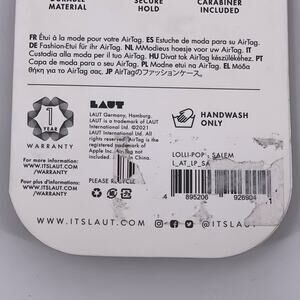 DURABLE SECURE CARABINER
MATERIAL HOLD INCLUDED
FR Étui à la mode pour AirTag. ES Estuche de moda para su AirTag.
DE Fashion-Etui für ihr AirTag. NL MModieus hoesje voor uw AirTag. IT
Custodia alla moda per il tuo AirTag. HU Divat tok AirTag készülékéhez. PT
Capa de moda para o seu AirTag. PL Modne etui na AirTag. EL Μόδα
θήκη για το AirTag σας. JP AirTagのファッションケース。
1
YEAR
WARRANTY
For more information:
WWW.ITSLAUT.COM/
WARRANTY
Plus d'informations:
WWW.ITSLAUT.COM/
WARRANTY
LAUT
LAUT Germany, Hamburg.
LAUT is a trademark of LAUT
International Ltd. ©2021
LAUT International Ltd. All
rights reserved. AirTag is the
registered trademark of
Apple Inc. AirTag is
in China.
PLEASE RECYCLE
HANDWASH
ONLY
LOLLI-POP - SALEM
L_AT_LP_SA
4 895206 926904
WWW.ITSLAUT.COM